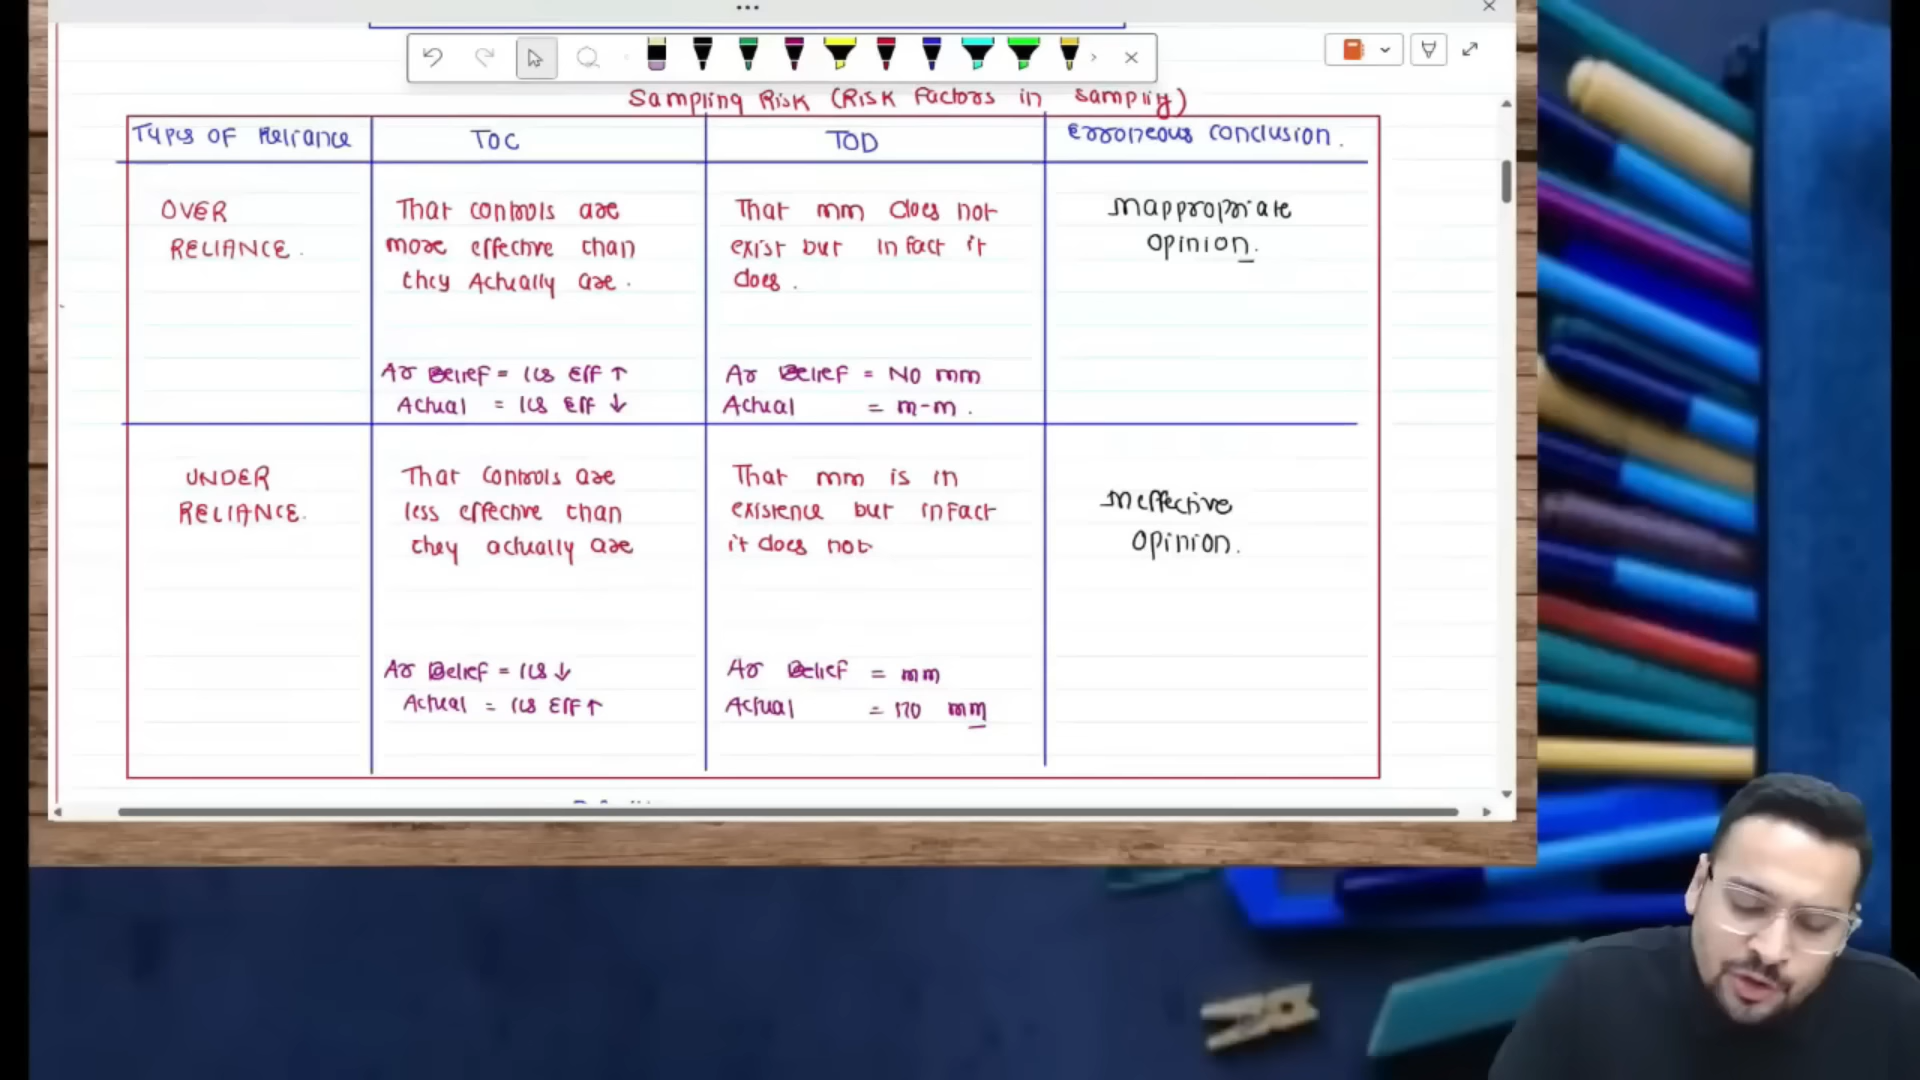 Sampling Risk (Risk Factors in Sampling)
Types of Reliance
TOC
TOD
Erroneous conclusion.
OVER
RELIANCE.
That controls are
more effective than
they Actually are.
Ar Belief = ICS Eff ↑
Actual = ICS Eff ↓
That mm does not
exist but in fact it
does.
Ar Belief = NO mm
Actual = m-m.
Inappropriate
opinion.
UNDER
RELIANCE.
That controls are
less effective than
they actually are
Ar Belief = ICS ↓
Actual = ICS Eff ↑
That mm is in
existence but infact
it does not
Ar Belief = mm
Actual = no mm
Ineffective
opinion.